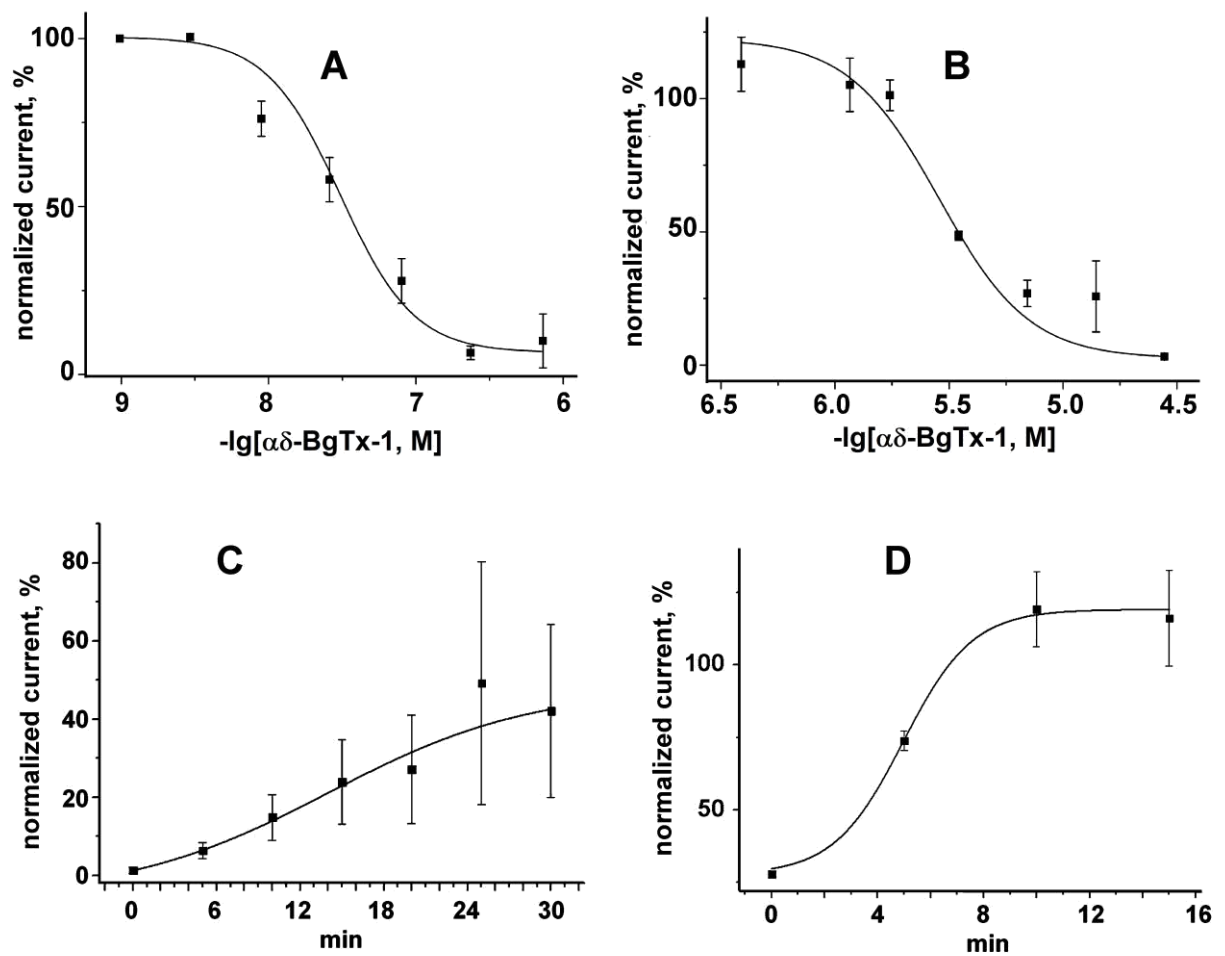 A
normalized current, %
100
50
0
9
8
7
6
-lg[αδ-BgTx-1, M]
B
normalized current, %
100
50
0
6.5
6.0
5.5
5.0
4.5
-lg[αδ-BgTx-1, M]
C
normalized current, %
80
60
40
20
0
0
6
12
18
24
30
min
D
normalized current, %
100
50
0
4
8
12
16
min